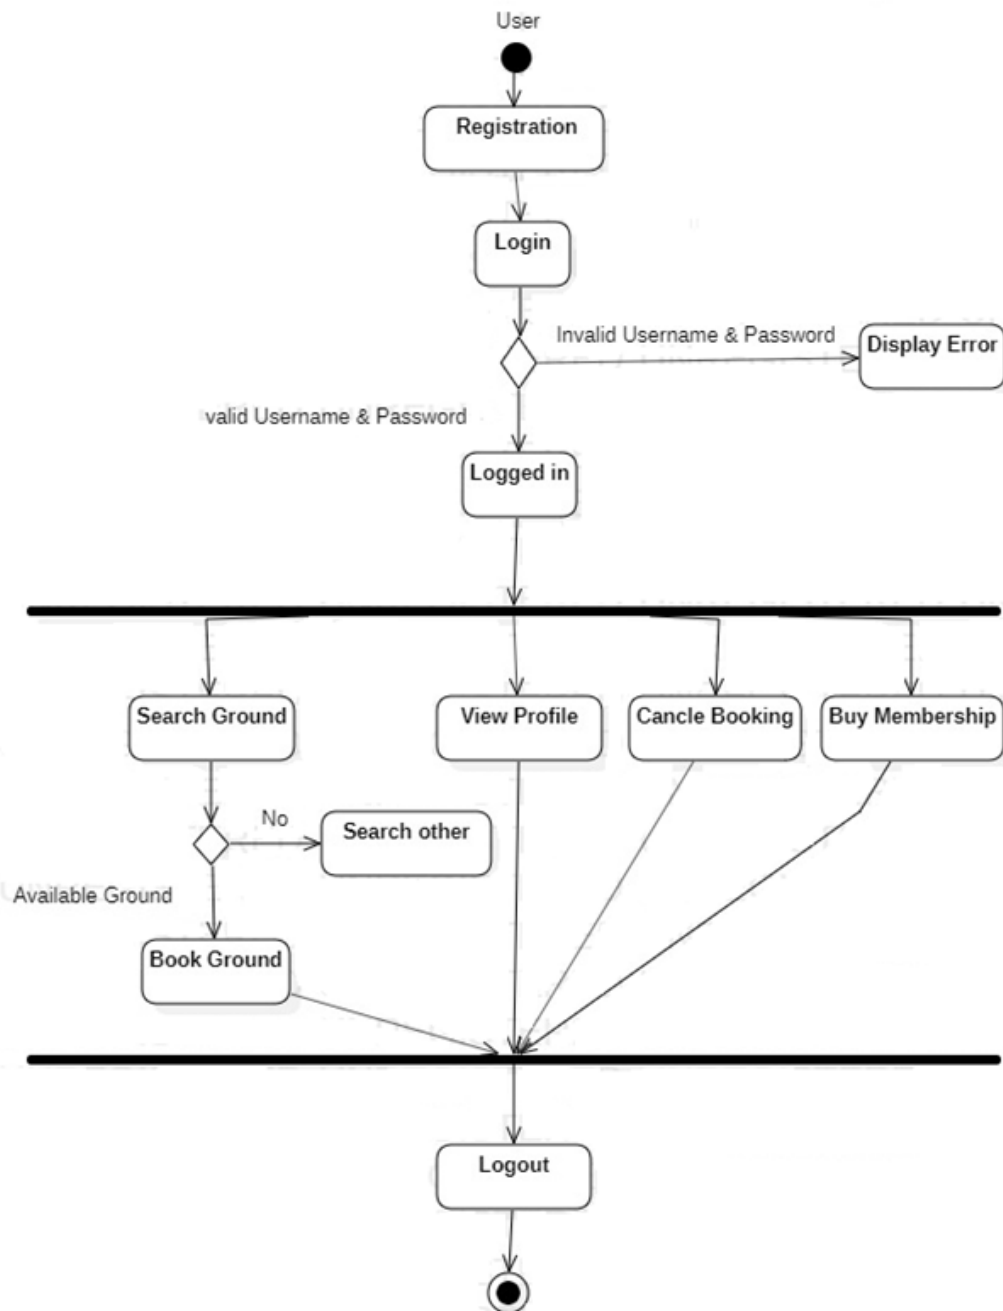 User
Registration
Login
Invalid Username & Password
Display Error
valid Username & Password
Logged in
Search Ground
View Profile
Cancle Booking
Buy Membership
No
Search other
Available Ground
Book Ground
Logout